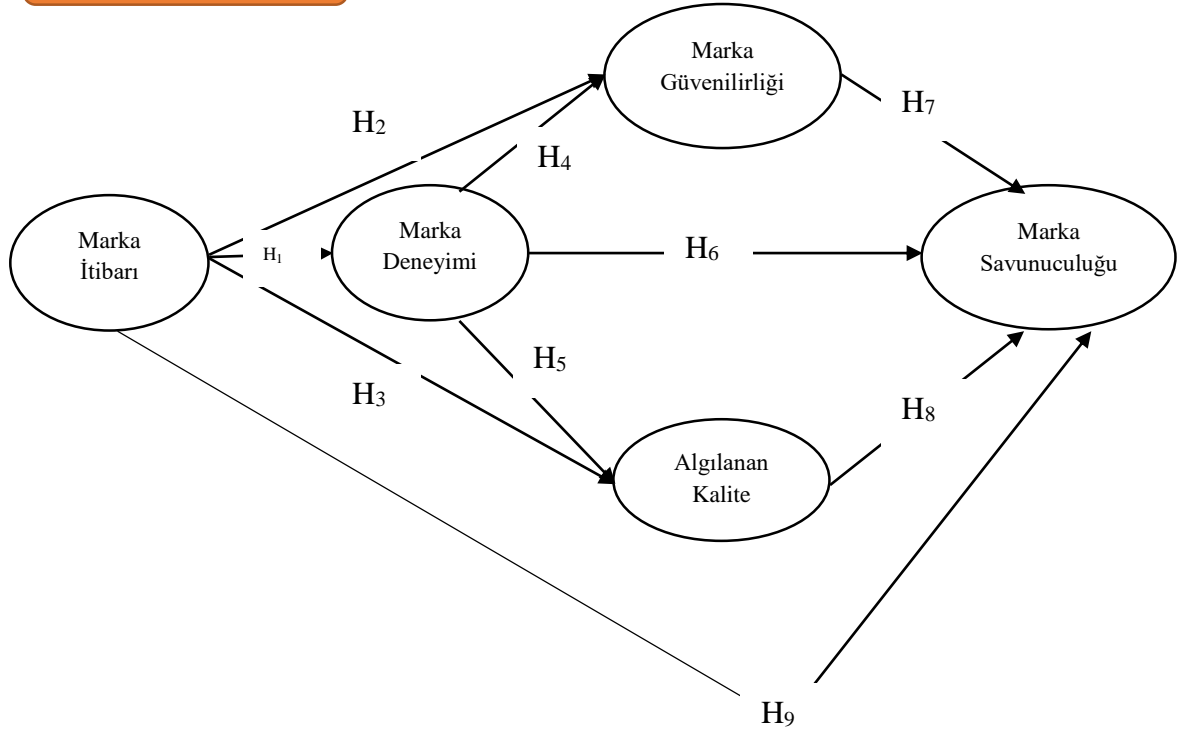 Marka
Güvenilirliği
H7
H2
H4
Marka
İtibarı
H1
Marka
Deneyimi
H6
Marka
Savunuculuğu
H5
H3
H8
Algılanan
Kalite
H9